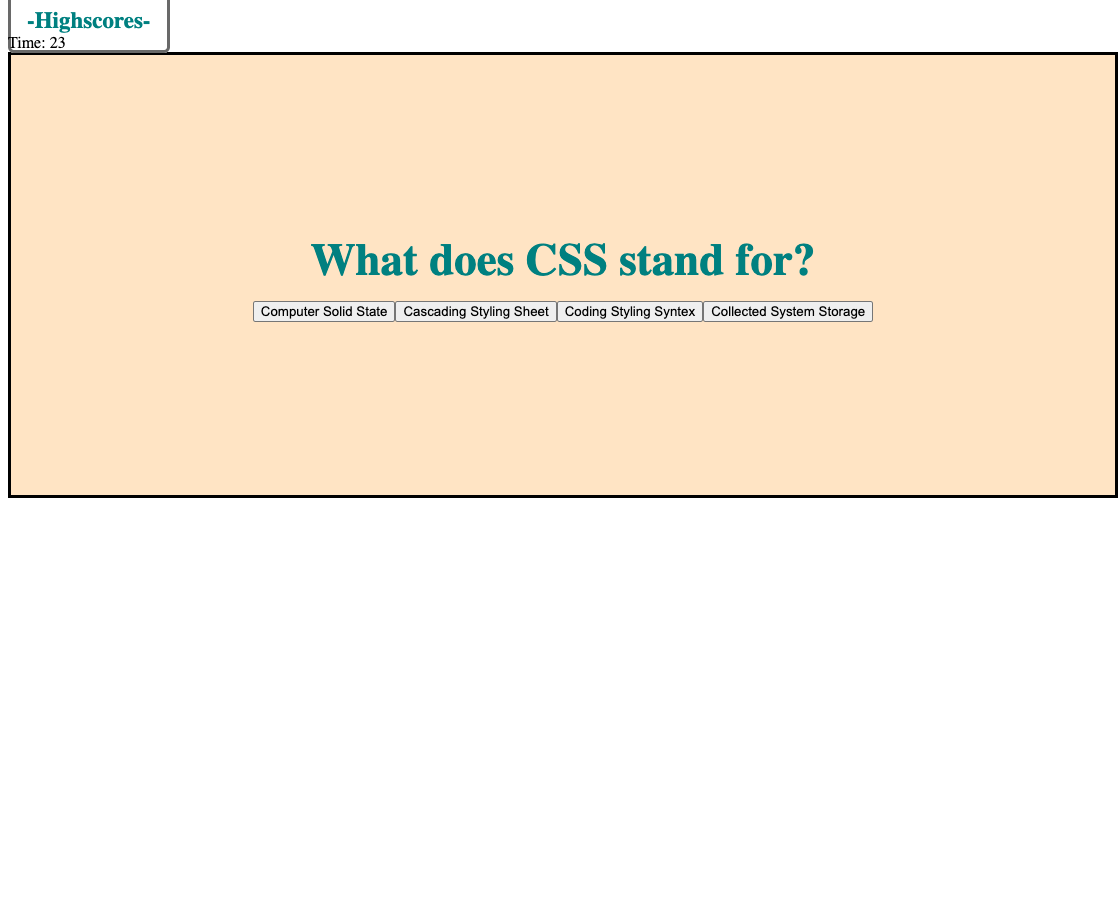 -Highscores-
Time: 23
What does CSS stand for?
Computer Solid State Cascading Styling Sheet Coding Styling Syntex Collected System Storage